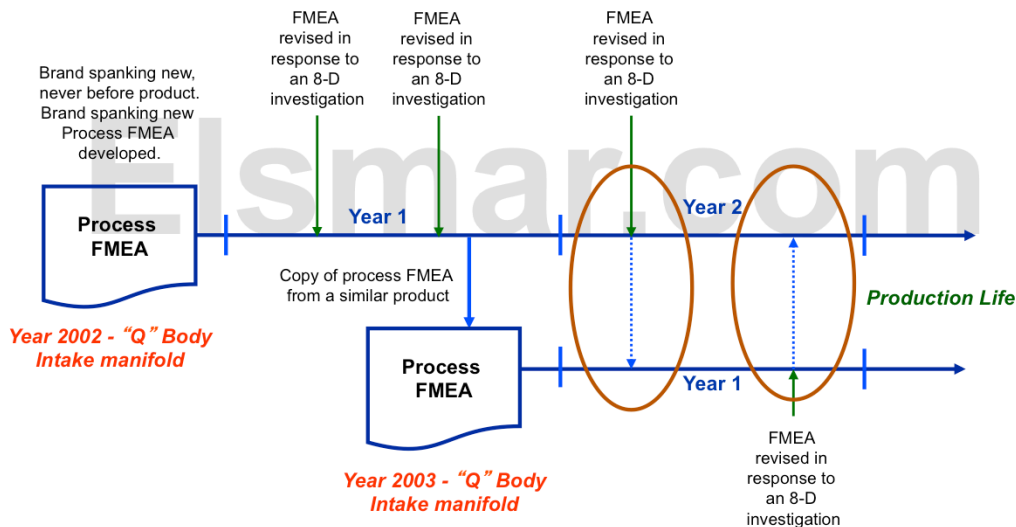 FMEA
revised in
response to
an 8-D
investigation
FMEA
revised in
response to
an 8-D
investigation
FMEA
revised in
response to
an 8-D
investigation
Brand spanking new,
never before product.
Brand spanking new
Process FMEA
developed.
Elsmar.com
Process
FMEA
Year 1
Year 2
Copy of process FMEA
from a similar product
Production Life
Year 2002 - “Q” Body
Intake manifold
Process
FMEA
Year 1
Year 2003 - “Q” Body
Intake manifold
FMEA
revised in
response to
an 8-D
investigation